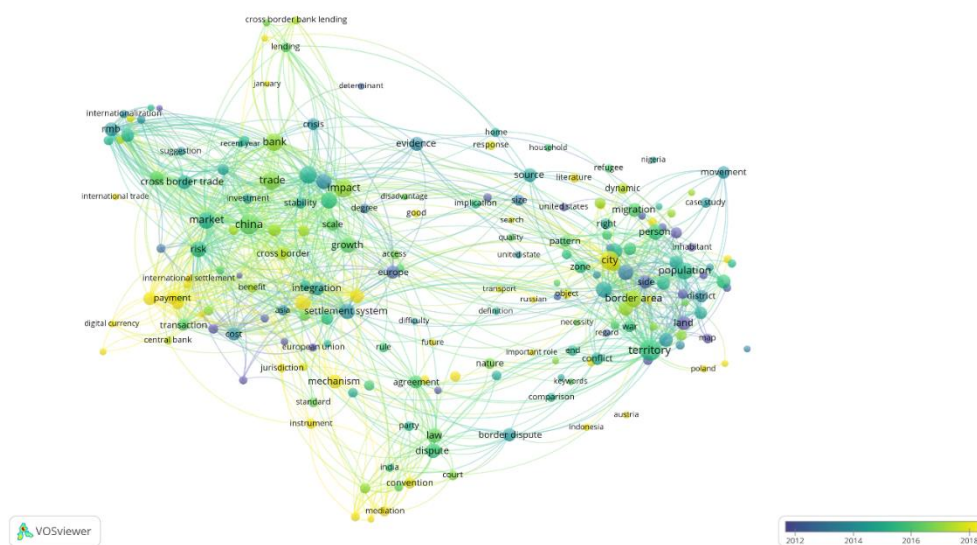 cross border bank lending
lending
january
determinant
internationalization
rmb
crisis
recent year
bank
evidence
home
response
household
suggestion
nigeria
refugee
movement
source
literature
cross border trade
trade
impact
dynamic
international trade
investment
stability
disadvantage
implication
size
united states
migration
case study
degree
good
market
china
scale
search
right
person
quality
pattern
inhabitant
risk
growth
cross border
access
united state
zone
city
population
europe
international settlement
benefit
integration
transport
object
side
payment
russian
border area
district
asia
settlement system
definition
digital currency
transaction
cost
difficulty
necessity
regard
war
land
central bank
european union
rule
future
important role
end
territory
map
jurisdiction
nature
conflict
poland
mechanism
agreement
keywords
standard
comparison
instrument
party
law
border dispute
indonesia
austria
dispute
india
court
convention
mediation
VOSviewer
2012 2014 2016 2018